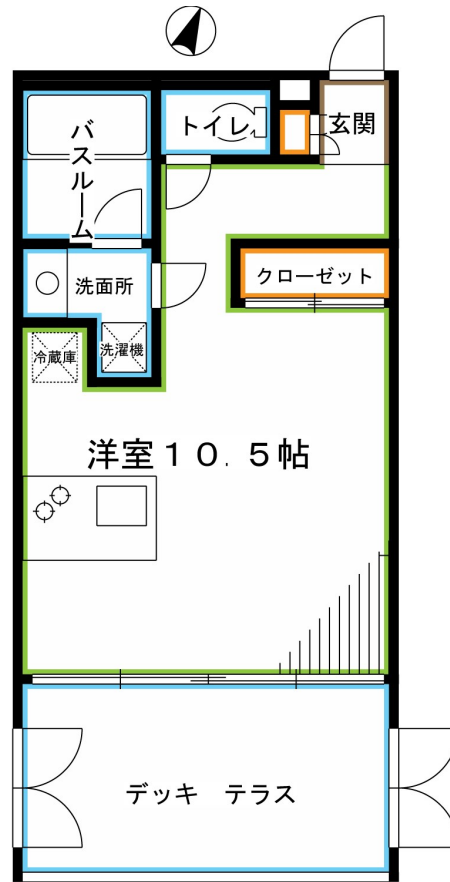 バスルーム
トイレ
玄関
洗面所
クローゼット
冷蔵庫
洗濯機
洋室１０．５帖
デッキ　テラス